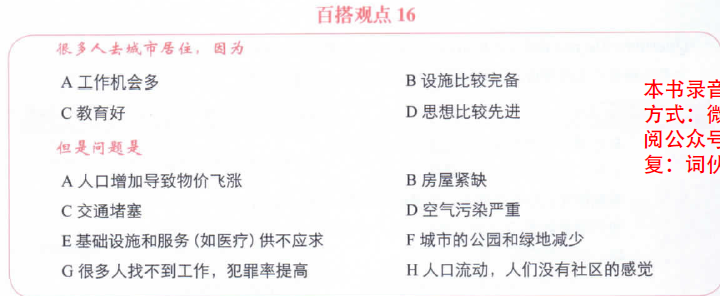 百搭观点 16
很多人去城市居住，因为
A 工作机会多
B 设施比较完备
C 教育好
D 思想比较先进
但是问题是
A 人口增加导致物价飞涨
B 房屋紧缺
C 交通堵塞
D 空气污染严重
E 基础设施和服务（如医疗）供不应求
F 城市的公园和绿地减少
G 很多人找不到工作，犯罪率提高
H 人口流动，人们没有社区的感觉
本书录音
方式：微
阅公众号
复：词伙